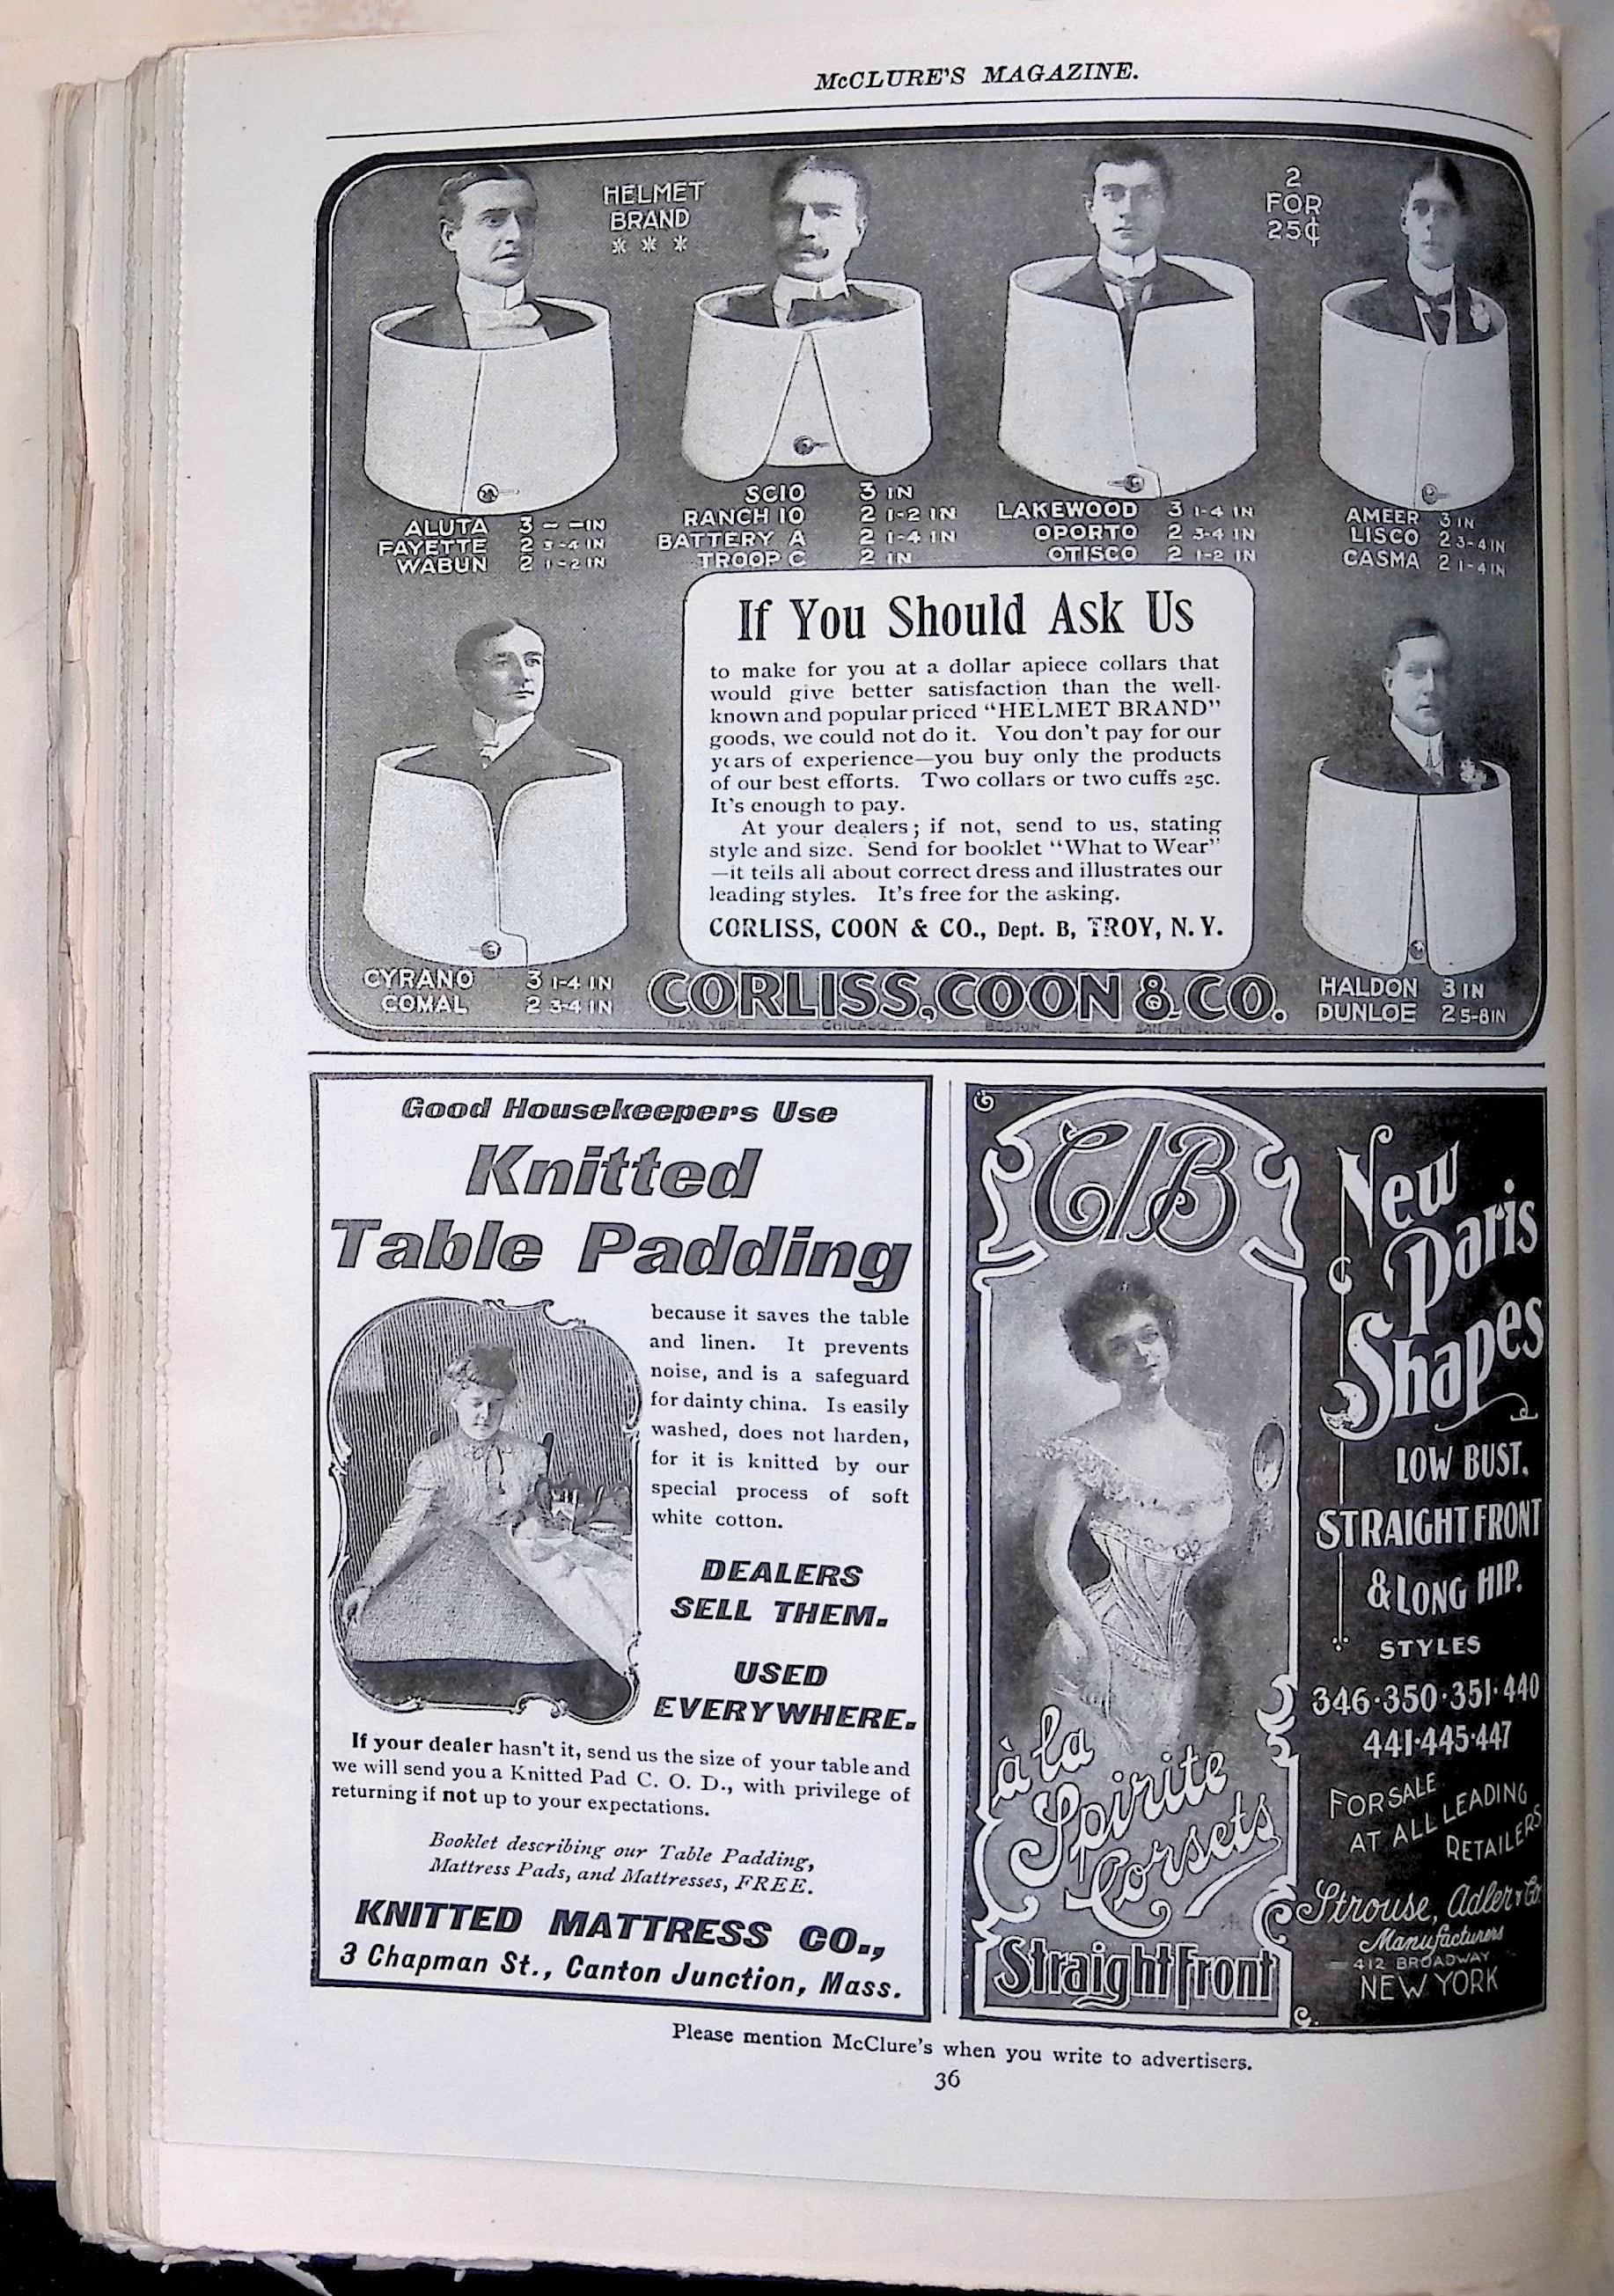 McCLURE'S MAGAZINE.
HELMET
BRAND
* * *
2
FOR
25¢
ALUTA 3 – – IN
FAYETTE 2 3-4 IN
WABUN 2 1-2 IN
SCIO 3 IN
RANCH 10 2 1-2 IN
BATTERY A 2 1-4 IN
TROOP C 2 IN
LAKEWOOD 3 1-4 IN
OPORTO 2 3-4 IN
OTISCO 2 1-2 IN
AMEER 3 IN
LISCO 2 3-4 IN
CASMA 2 1-4 IN
If You Should Ask Us
to make for you at a dollar apiece collars that
would give better satisfaction than the well-
known and popular priced "HELMET BRAND"
goods, we could not do it. You don't pay for our
years of experience—you buy only the products
of our best efforts. Two collars or two cuffs 25c.
It's enough to pay.
At your dealers; if not, send to us, stating
style and size. Send for booklet "What to Wear"
—it tells all about correct dress and illustrates our
leading styles. It's free for the asking.
CORLISS, COON & CO., Dept. B, TROY, N. Y.
CYRANO 3 1-4 IN
COMAL 2 3-4 IN
CORLISS, COON & CO.
NEW YORK CHICAGO BOSTON SAN FRAN
HALDON 3 IN
DUNLOE 2 5-8 IN
Good Housekeepers Use
Knitted
Table Padding
because it saves the table
and linen. It prevents
noise, and is a safeguard
for dainty china. Is easily
washed, does not harden,
for it is knitted by our
special process of soft
white cotton.
DEALERS
SELL THEM.
USED
EVERYWHERE.
If your dealer hasn't it, send us the size of your table and
we will send you a Knitted Pad C. O. D., with privilege of
returning if not up to your expectations.
Booklet describing our Table Padding,
Mattress Pads, and Mattresses, FREE.
KNITTED MATTRESS CO.,
3 Chapman St., Canton Junction, Mass.
C/B
à la
Spirite
Corsets
Straight Front
New
Paris
Shapes
LOW BUST,
STRAIGHT FRONT
& LONG HIP.
STYLES
346·350·351·440
441·445·447
FOR SALE
AT ALL LEADING
RETAILERS
Strouse, Adler & Co
Manufacturers
412 BROADWAY
NEW YORK
Please mention McClure's when you write to advertisers.
36